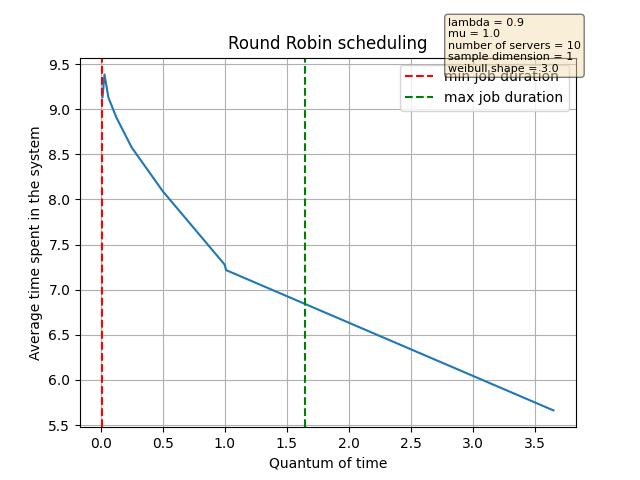 lambda = 0.9
mu = 1.0
number of servers = 10
sample dimension = 1
weibull shape = 3.0
Round Robin scheduling
min job duration
max job duration
9.5
9.0
8.5
8.0
7.5
7.0
6.5
6.0
5.5
Average time spent in the system
0.0 0.5 1.0 1.5 2.0 2.5 3.0 3.5
Quantum of time